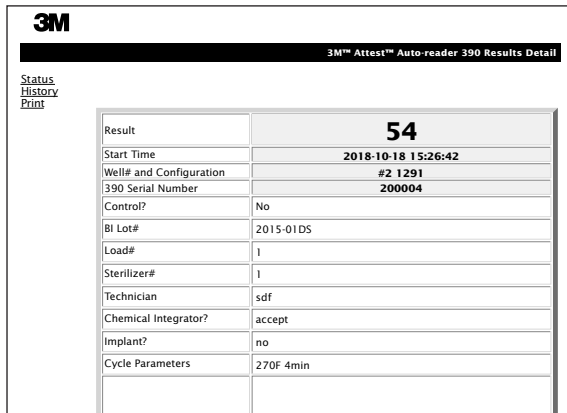 3M
3M™ Attest™ Auto-reader 390 Results Detail
Status
History
Print
Result 54
Start Time 2018-10-18 15:26:42
Well# and Configuration #2 1291
390 Serial Number 200004
Control? No
BI Lot# 2015-01DS
Load# 1
Sterilizer# 1
Technician sdf
Chemical Integrator? accept
Implant? no
Cycle Parameters 270F 4min